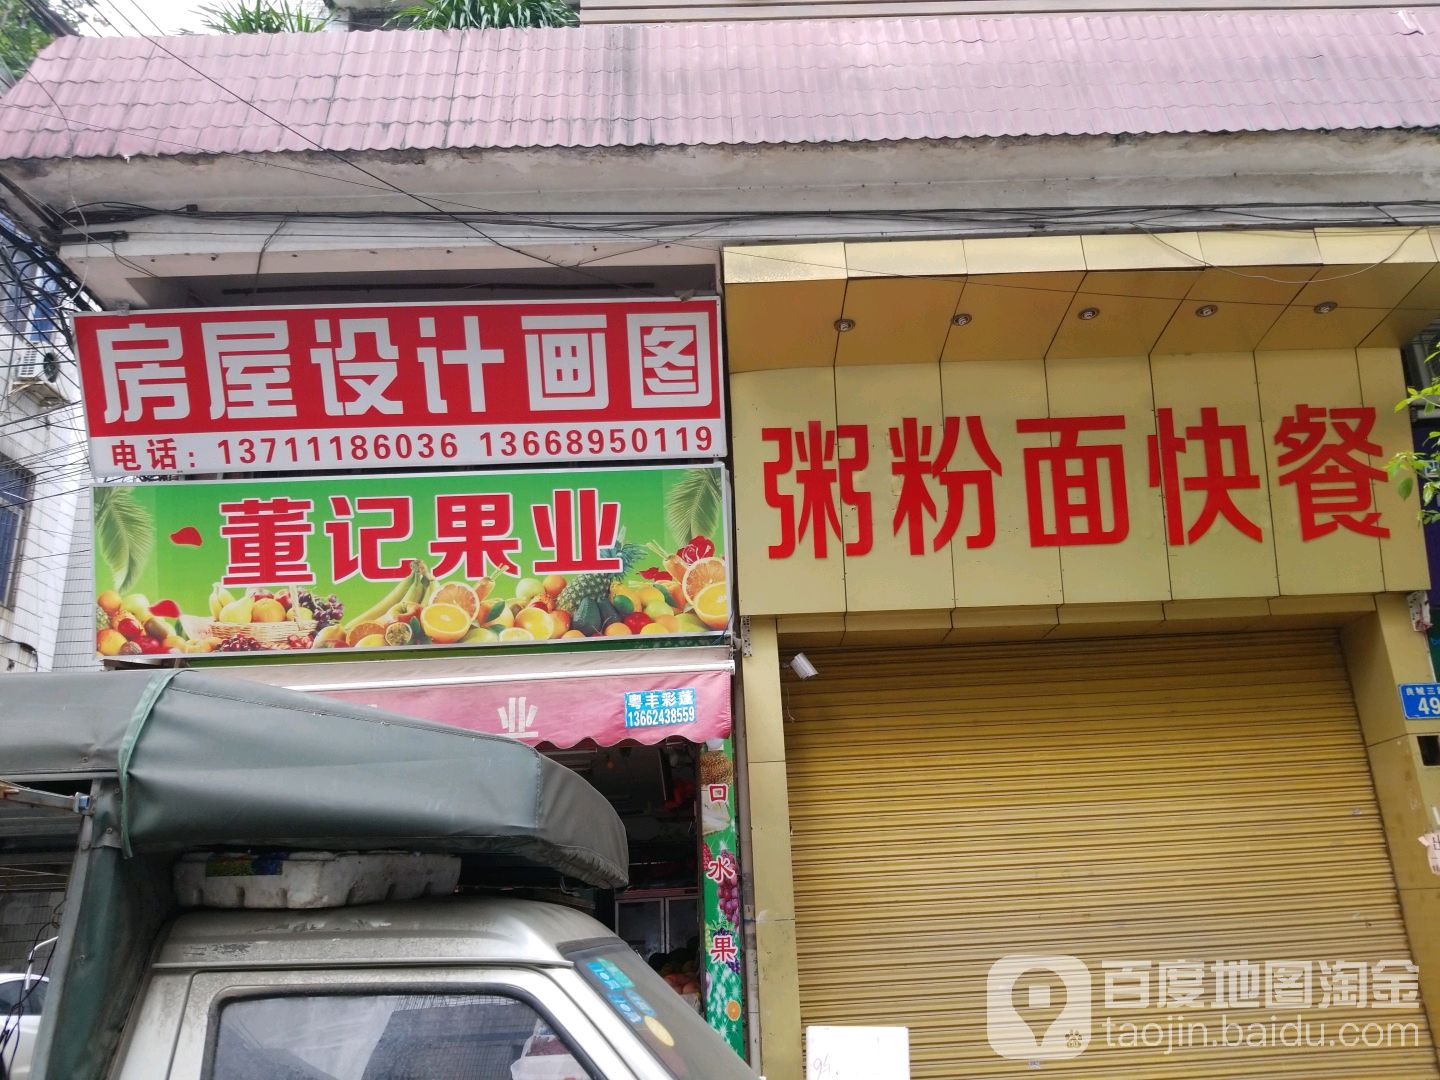 房屋设计画图
电话：13711186036 13668950119
董记果业
粥粉面快餐
粤丰彩蓬
13662438559
业
口
水
果
49
百度地图淘金
taojin.baidu.com